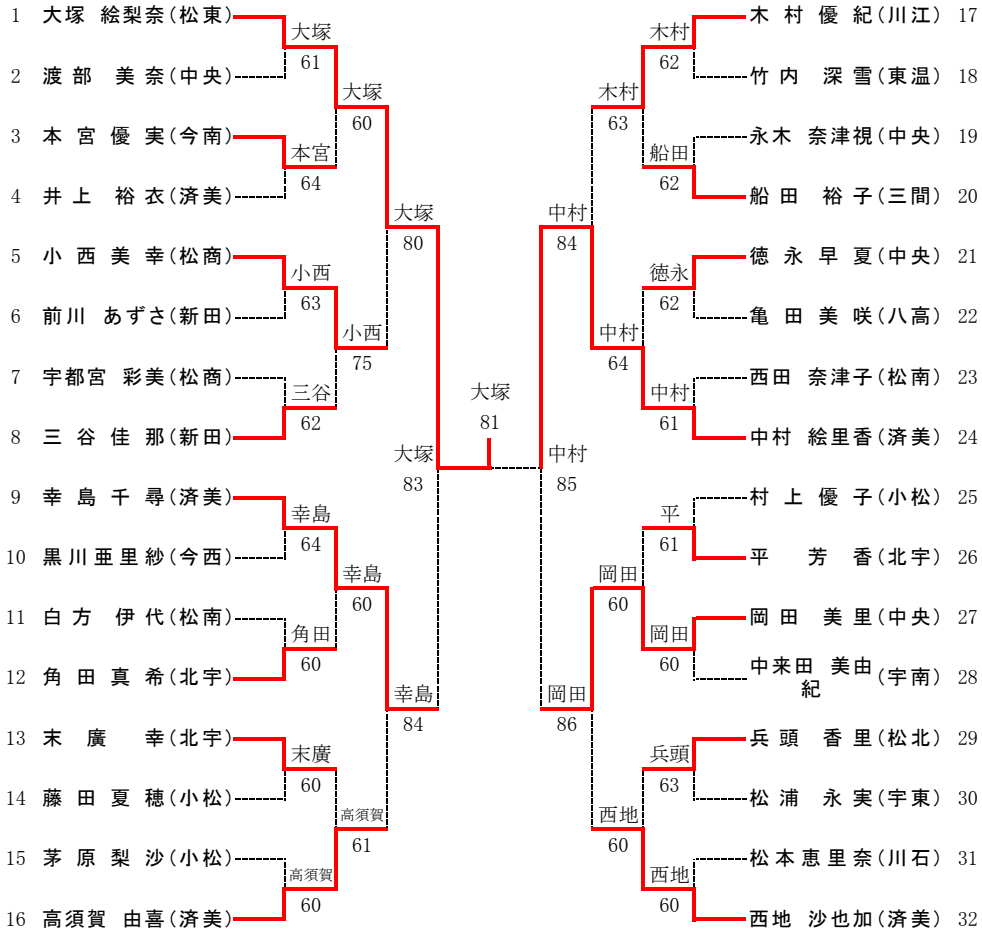 1 大塚 絵梨奈(松東)
2 渡部 美奈(中央)
3 本宮優実(今南)
4 井上 裕衣(済美)
5 小西美幸(松商)
6 前川 あずさ(新田)
7 宇都宮 彩美(松商)
8 三谷佳那(新田)
9 幸島千尋(済美)
10 黒川亜里紗(今西)
11 白方 伊代(松南)
12 角田真希(北宇)
13 末廣 幸(北宇)
14 藤田夏穂(小松)
15 茅原梨沙(小松)
16 高須賀 由喜(済美)
大塚
61
本宮
64
小西
63
三谷
62
幸島
64
角田
60
末廣
60
高須賀
60
大塚
60
小西
75
幸島
60
高須賀
61
大塚
80
幸島
84
大塚
83
大塚
81
中村
85
中村
84
岡田
86
木村
63
中村
64
岡田
60
西地
60
木村
62
船田
62
徳永
62
中村
61
平
61
岡田
60
兵頭
63
西地
60
木村優紀(川江) 17
竹内 深雪(東温) 18
永木 奈津視(中央) 19
船田 裕子(三間) 20
徳永早夏(中央) 21
亀田美咲(八高) 22
西田 奈津子(松南) 23
中村 絵里香(済美) 24
村上優子(小松) 25
平 芳香(北宇) 26
岡田 美里(中央) 27
中来田 美由
紀 (宇南) 28
兵頭 香里(松北) 29
松浦 永実(宇東) 30
松本恵里奈(川石) 31
西地 沙也加(済美) 32